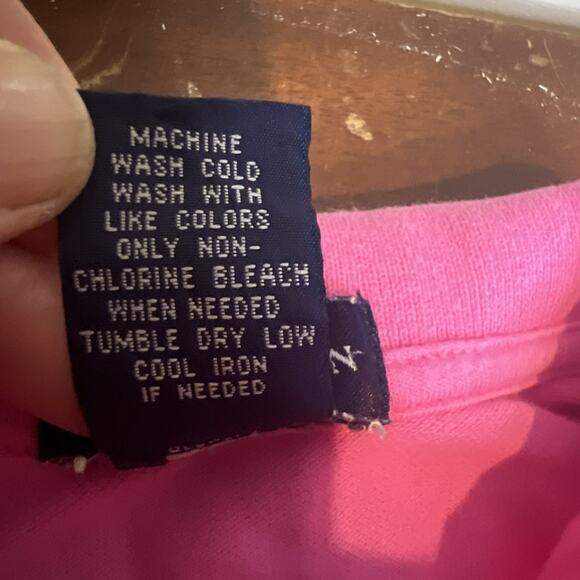 MACHINE
WASH COLD
WASH WITH
LIKE COLORS
ONLY NON-
CHLORINE BLEACH
WHEN NEEDED
TUMBLE DRY LOW
COOL IRON
IF NEEDED